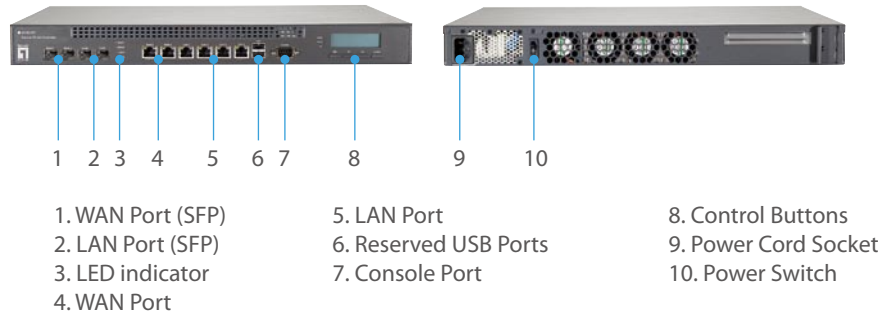 1 2 3 4 5 6 7 8 9 10
1. WAN Port (SFP)
2. LAN Port (SFP)
3. LED indicator
4. WAN Port
5. LAN Port
6. Reserved USB Ports
7. Console Port
8. Control Buttons
9. Power Cord Socket
10. Power Switch